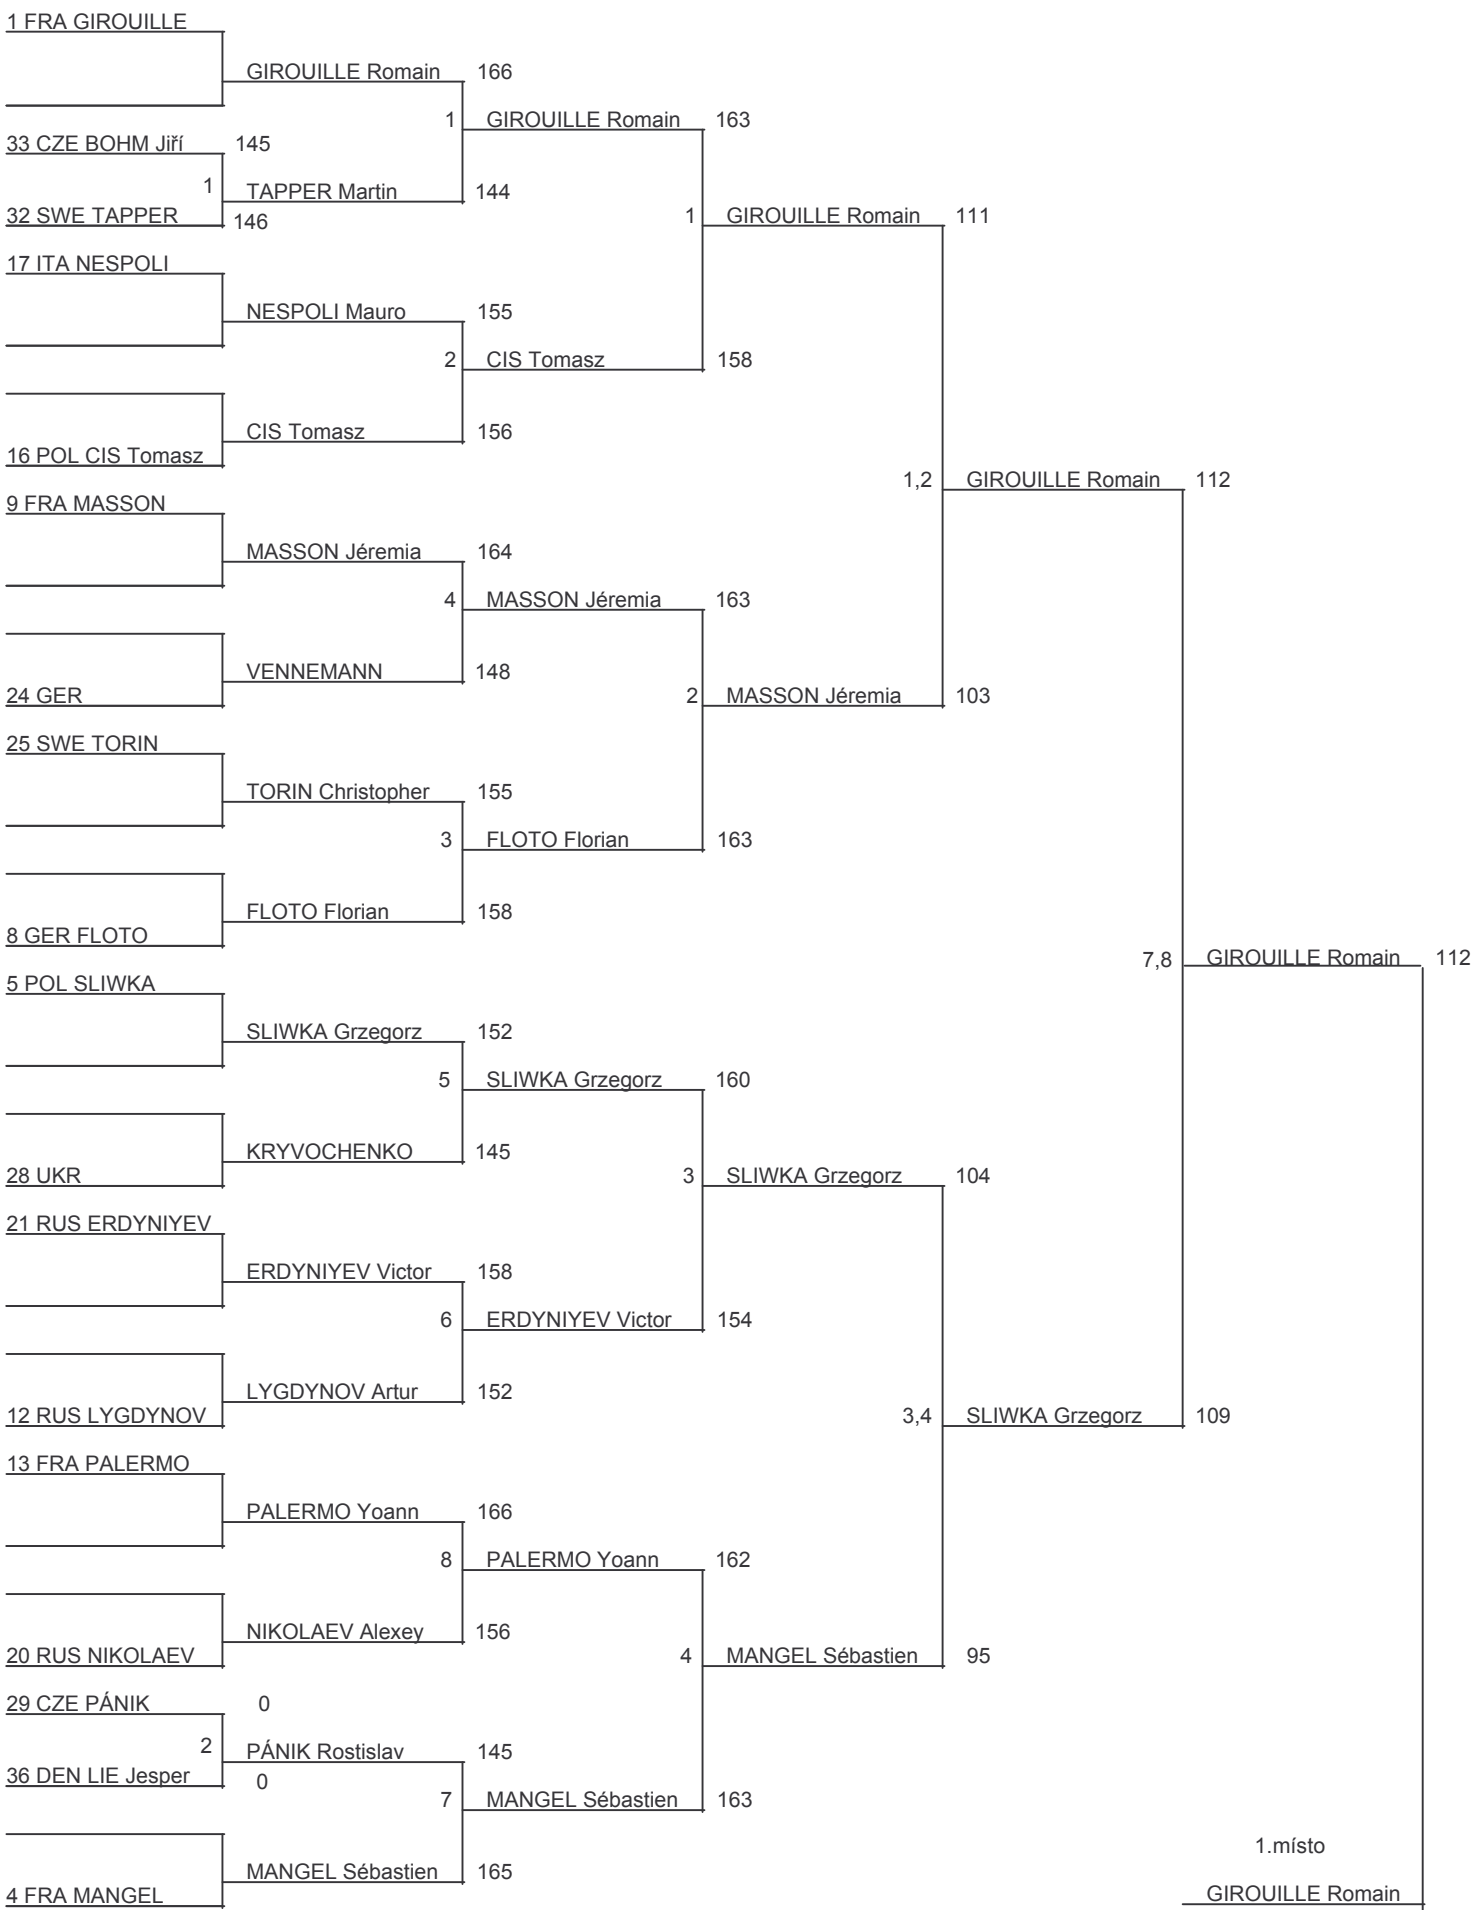 1 FRA GIROUILLE
GIROUILLE Romain 166
1 GIROUILLE Romain 163
33 CZE BOHM Jiří 145
1 TAPPER Martin 144
32 SWE TAPPER 146
1 GIROUILLE Romain 111
17 ITA NESPOLI
NESPOLI Mauro 155
2 CIS Tomasz 158
CIS Tomasz 156
16 POL CIS Tomasz
1,2 GIROUILLE Romain 112
9 FRA MASSON
MASSON Jéremia 164
4 MASSON Jéremia 163
VENNEMANN 148
24 GER
2 MASSON Jéremia 103
25 SWE TORIN
TORIN Christopher 155
3 FLOTO Florian 163
FLOTO Florian 158
8 GER FLOTO
7,8 GIROUILLE Romain 112
5 POL SLIWKA
SLIWKA Grzegorz 152
5 SLIWKA Grzegorz 160
KRYVOCHENKO 145
28 UKR
3 SLIWKA Grzegorz 104
21 RUS ERDYNIYEV
ERDYNIYEV Victor 158
6 ERDYNIYEV Victor 154
LYGDYNOV Artur 152
12 RUS LYGDYNOV
3,4 SLIWKA Grzegorz 109
13 FRA PALERMO
PALERMO Yoann 166
8 PALERMO Yoann 162
NIKOLAEV Alexey 156
20 RUS NIKOLAEV
4 MANGEL Sébastien 95
29 CZE PÁNIK 0
2 PÁNIK Rostislav 145
36 DEN LIE Jesper 0
7 MANGEL Sébastien 163
1.místo
MANGEL Sébastien 165
4 FRA MANGEL
GIROUILLE Romain